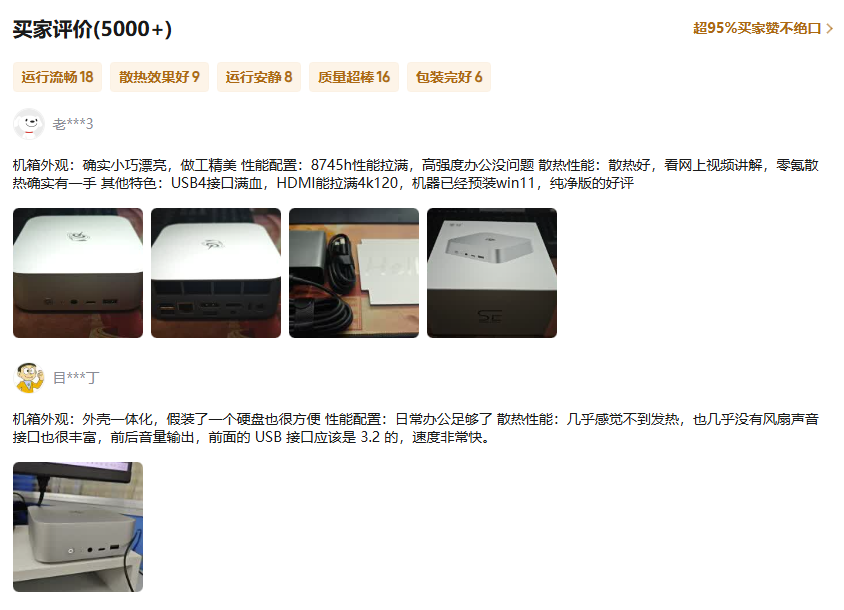 买家评价(5000+)
超95%买家赞不绝口
运行流畅18 散热效果好9 运行安静8 质量超棒16 包装完好6
老***3
机箱外观：确实小巧漂亮，做工精美 性能配置：8745h性能拉满，高强度办公没问题 散热性能：散热好，看网上视频讲解，零氪散
热确实有一手 其他特色：USB4接口满血，HDMI能拉满4k120，机器已经预装win11，纯净版的好评
SE
目***丁
机箱外观：外壳一体化，假装了一个硬盘也很方便 性能配置：日常办公足够了 散热性能：几乎感觉不到发热，也几乎没有风扇声音
接口也很丰富，前后音量输出，前面的 USB 接口应该是 3.2 的，速度非常快。